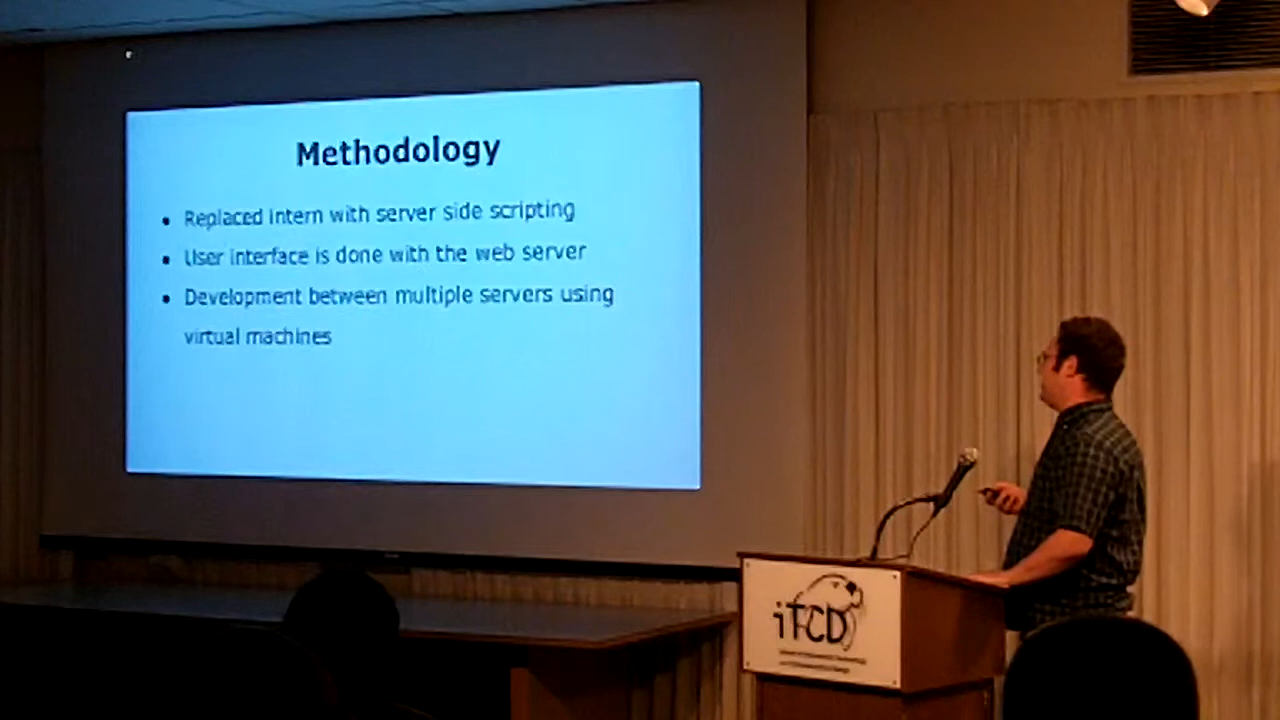 Methodology
Replaced intern with server side scripting
User interface is done with the web server
Development between multiple servers using
virtual machines
iTCD